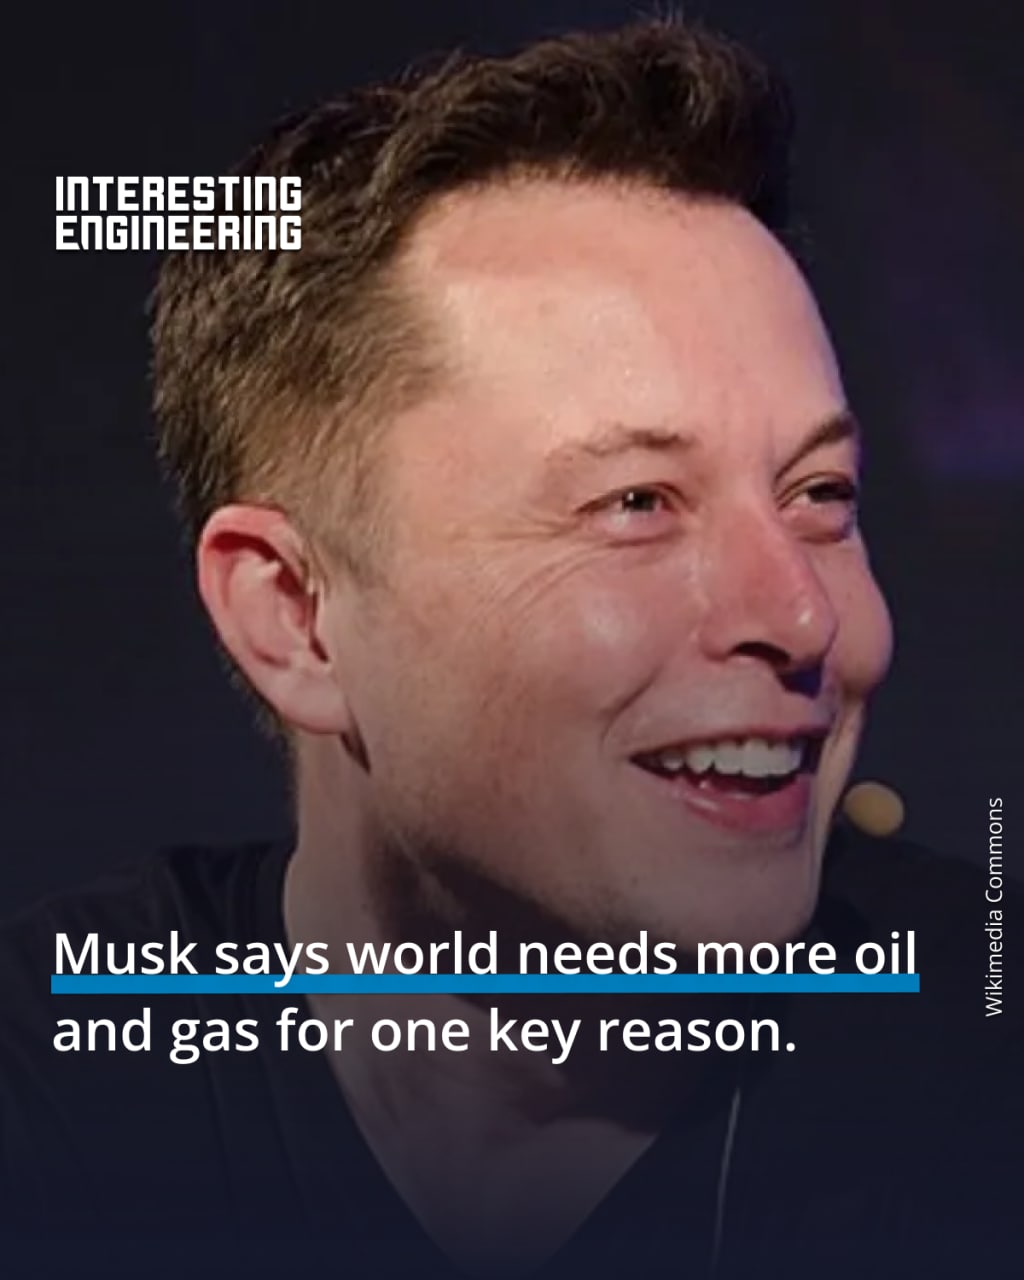 INTERESTING
ENGINEERING
Musk says world needs more oil
and gas for one key reason.
Wikimedia Commons